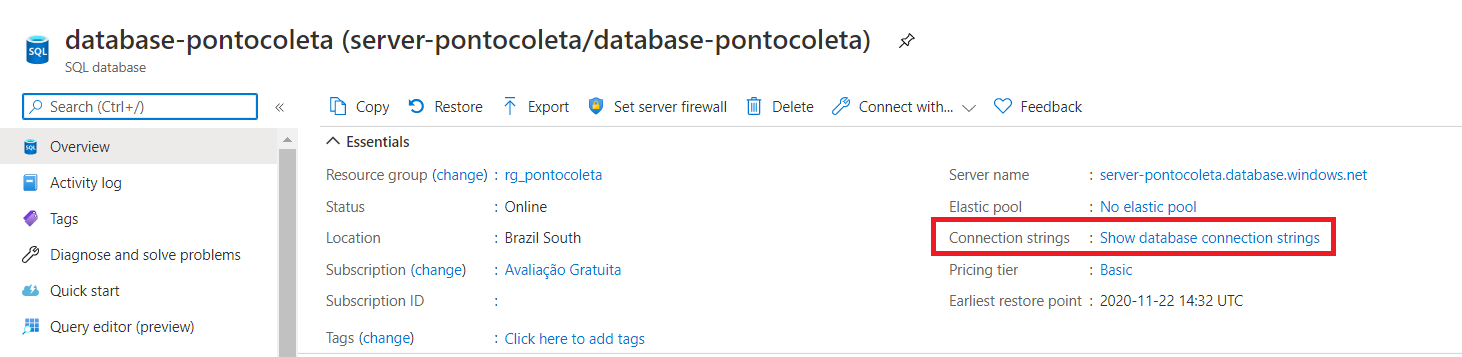 database-pontocoleta (server-pontocoleta/database-pontocoleta)
SQL database
Search (Ctrl+/)
«
Copy
Restore
Export
Set server firewall
Delete
Connect with...
Feedback
SQL Overview
Activity log
Tags
Diagnose and solve problems
Quick start
Query editor (preview)
Essentials
Resource group (change) : rg_pontocoleta
Status : Online
Location : Brazil South
Subscription (change) : Avaliação Gratuita
Subscription ID :
Tags (change) : Click here to add tags
Server name : server-pontocoleta.database.windows.net
Elastic pool : No elastic pool
Connection strings : Show database connection strings
Pricing tier : Basic
Earliest restore point : 2020-11-22 14:32 UTC